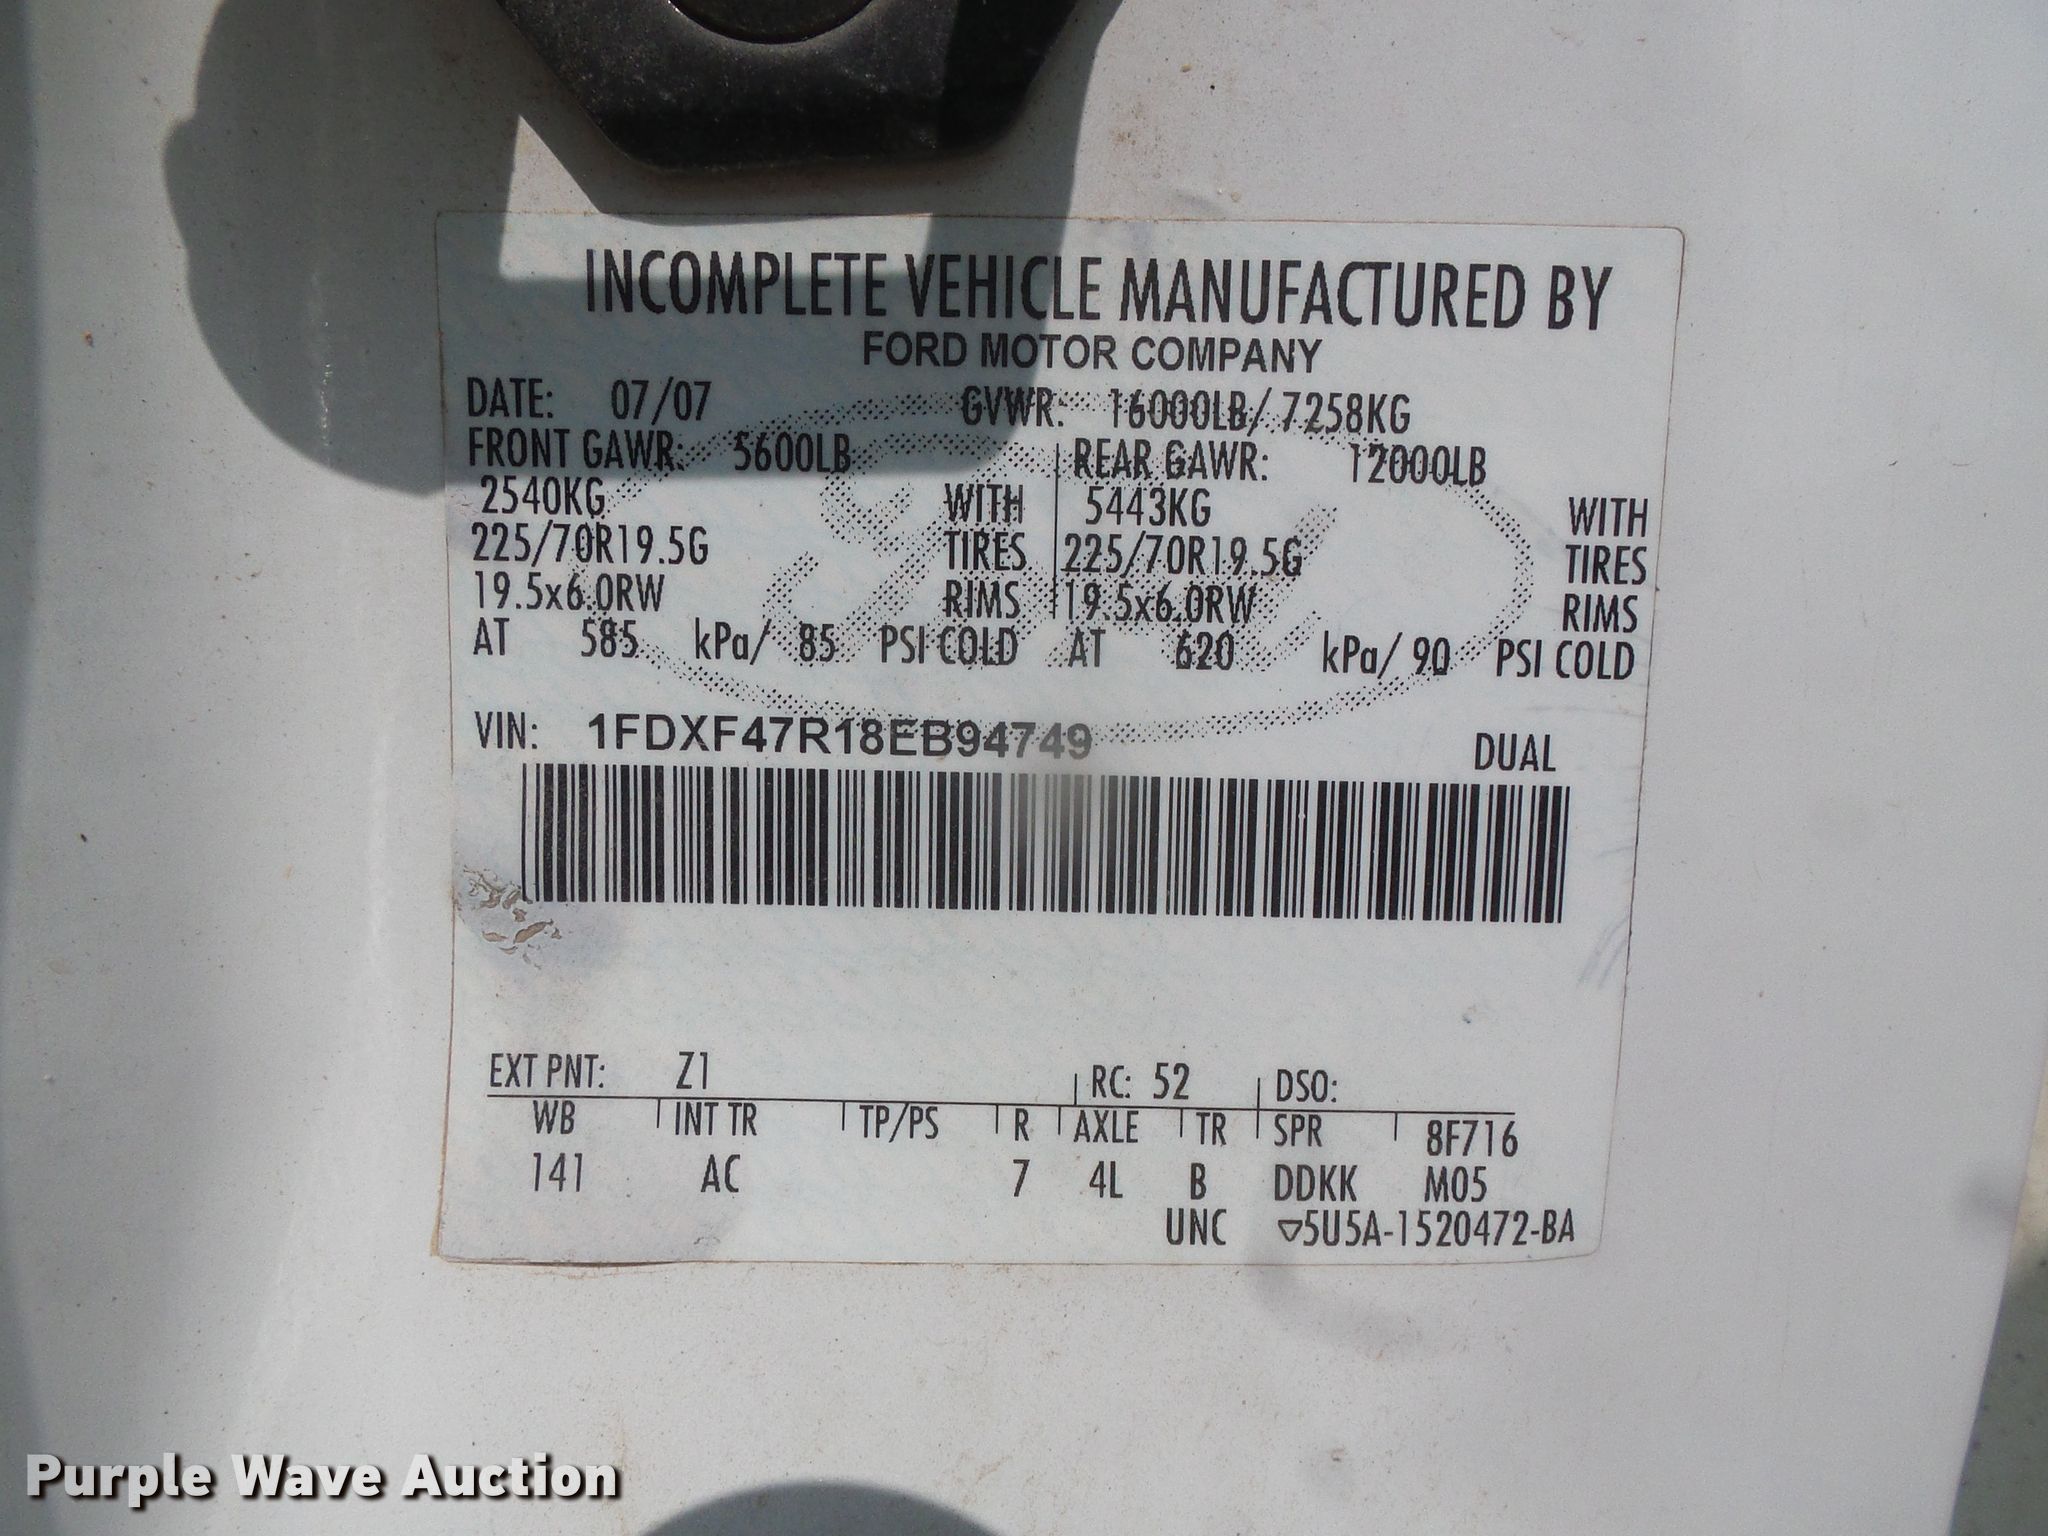 INCOMPLETE VEHICLE MANUFACTURED BY
FORD MOTOR COMPANY
DATE: 07/07 GVWR: 16000LB/ 7258KG
FRONT GAWR: 5600LB REAR GAWR: 12000LB
2540KG WITH 5443KG WITH
225/70R19.5G TIRES 225/70R19.5G TIRES
19.5x6.0RW RIMS 19.5x6.0RW RIMS
AT 585 kPa/ 85 PSI COLD AT 620 kPa/ 90 PSI COLD
VIN: 1FDXF47R18EB94749 DUAL
EXT PNT: Z1 RC: 52 DSO:
WB INT TR TP/PS R AXLE TR SPR 8F716
141 AC 7 4L B DDKK M05
UNC ▽5U5A-1520472-BA
Purple Wave Auction